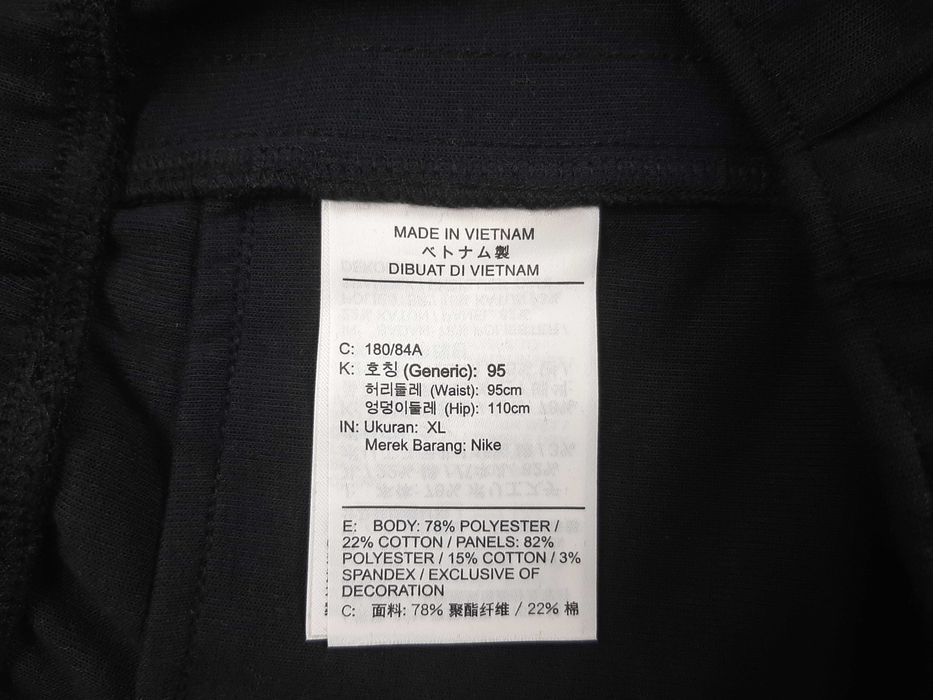 MADE IN VIETNAM
ベトナム製
DIBUAT DI VIETNAM
C: 180/84A
K: 호칭 (Generic): 95
허리둘레 (Waist): 95cm
엉덩이둘레 (Hip): 110cm
IN: Ukuran: XL
Merek Barang: Nike
E: BODY: 78% POLYESTER /
22% COTTON / PANELS: 82%
POLYESTER / 15% COTTON / 3%
SPANDEX / EXCLUSIVE OF
DECORATION
C: 面料: 78% 聚酯纤维 / 22% 棉